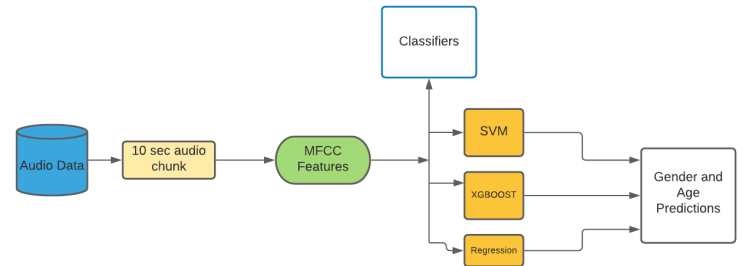 Classifiers
Audio Data
10 sec audio
chunk
MFCC
Features
SVM
XGBOOST
Regression
Gender and
Age
Predictions